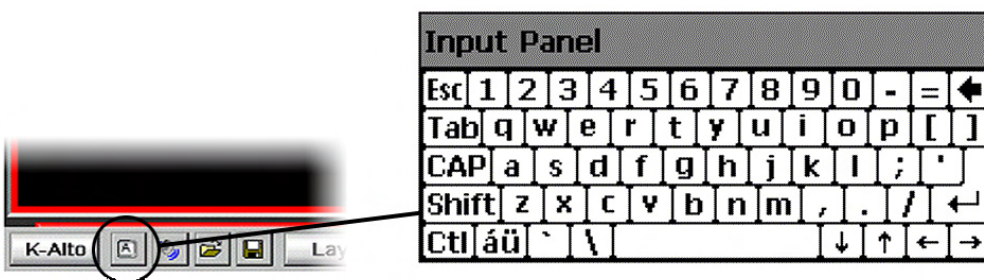 Input Panel
Esc 1 2 3 4 5 6 7 8 9 0 - =
Tab q w e r t y u i o p [ ]
CAP a s d f g h j k l ; '
Shift z x c v b n m , . /
Ctl áü ` \
K-Alto A Lay